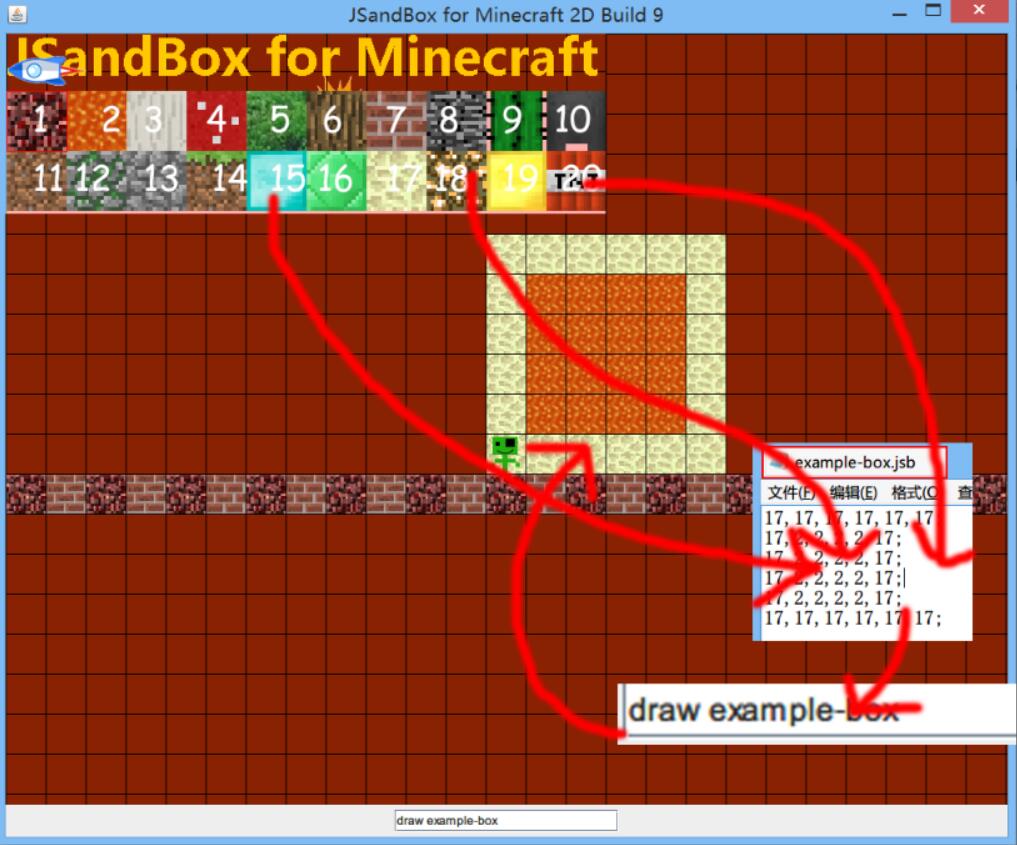 JSandBox for Minecraft 2D Build 9
JSandBox for Minecraft
1 2 3 4 5 6 7 8 9 10
11 12 13 14 15 16 17 18 19 20
TNT
example-box.jsb
文件(F) 编辑(E) 格式(O) 查
17, 17, 17, 17, 17, 17
17, 2, 2, 2, 2, 17;
17, 2, 2, 2, 2, 17;
17, 2, 2, 2, 2, 17;
17, 2, 2, 2, 2, 17;
17, 17, 17, 17, 17, 17;
draw example-box
draw example-box